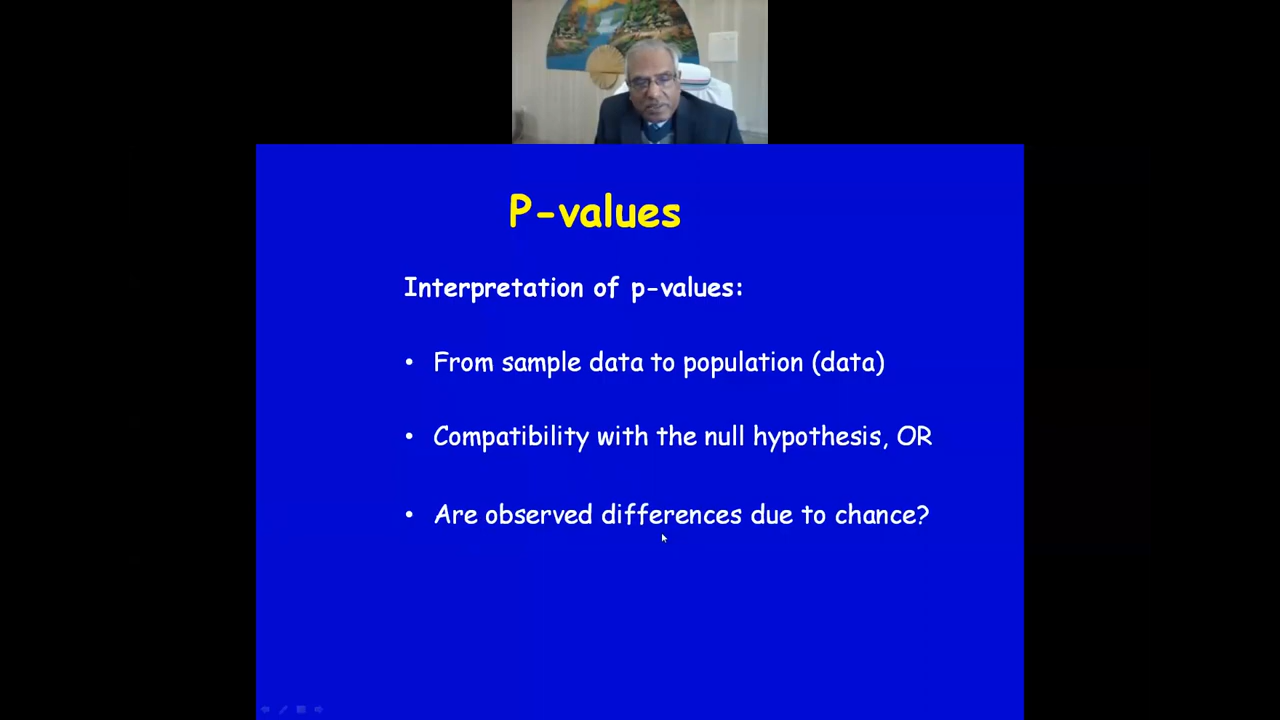 P-values
Interpretation of p-values:
• From sample data to population (data)
• Compatibility with the null hypothesis, OR
• Are observed differences due to chance?